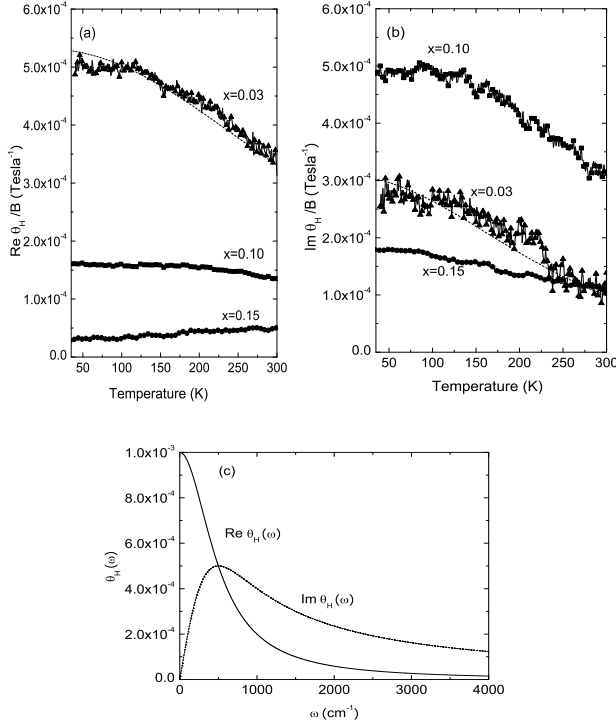 (a)
6.0x10⁻⁴
5.0x10⁻⁴
4.0x10⁻⁴
3.0x10⁻⁴
2.0x10⁻⁴
1.0x10⁻⁴
0.0
Re θH /B (Tesla⁻¹)
x=0.03
x=0.10
x=0.15
50 100 150 200 250 300
Temperature (K)
(b)
6.0x10⁻⁴
5.0x10⁻⁴
4.0x10⁻⁴
3.0x10⁻⁴
2.0x10⁻⁴
1.0x10⁻⁴
0.0
Im θH /B (Tesla⁻¹)
x=0.10
x=0.03
x=0.15
50 100 150 200 250 300
Temperature (K)
(c)
1.0x10⁻³
8.0x10⁻⁴
6.0x10⁻⁴
4.0x10⁻⁴
2.0x10⁻⁴
0.0
θH(ω)
Re θH(ω)
Im θH(ω)
0 1000 2000 3000 4000
ω (cm⁻¹)